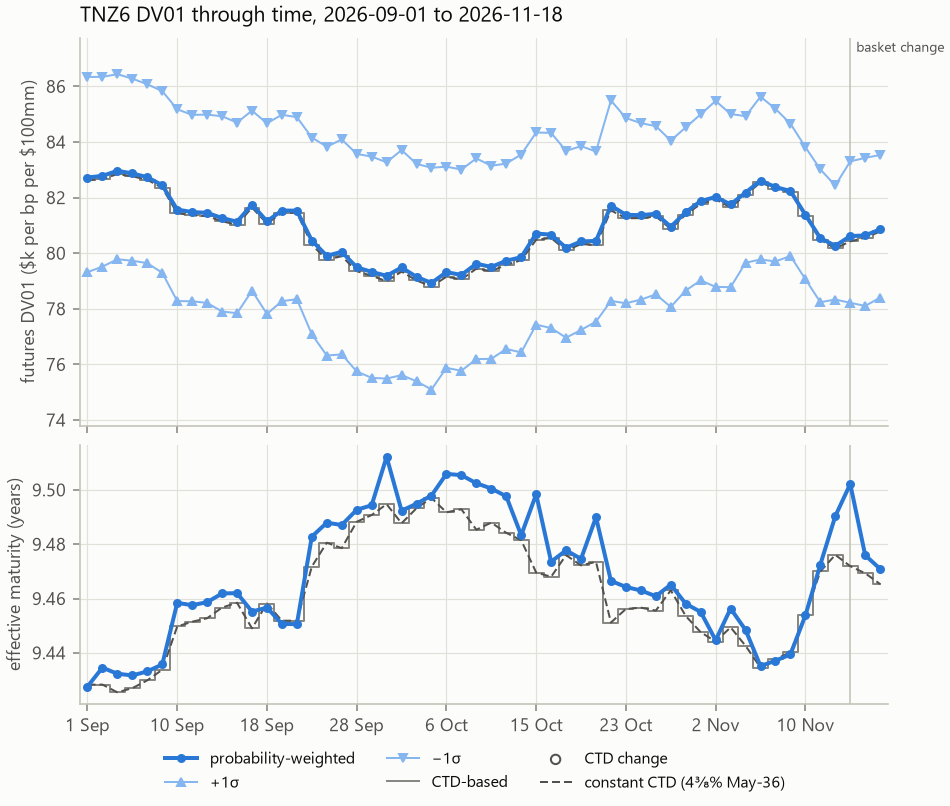 TNZ6 DV01 through time, 2026-09-01 to 2026-11-18
basket change
futures DV01 ($k per bp per $100mm)
86
84
82
80
78
76
74
effective maturity (years)
9.50
9.48
9.46
9.44
1 Sep 10 Sep 18 Sep 28 Sep 6 Oct 15 Oct 23 Oct 2 Nov 10 Nov
probability-weighted −1σ CTD change
+1σ CTD-based constant CTD (4⅜% May-36)